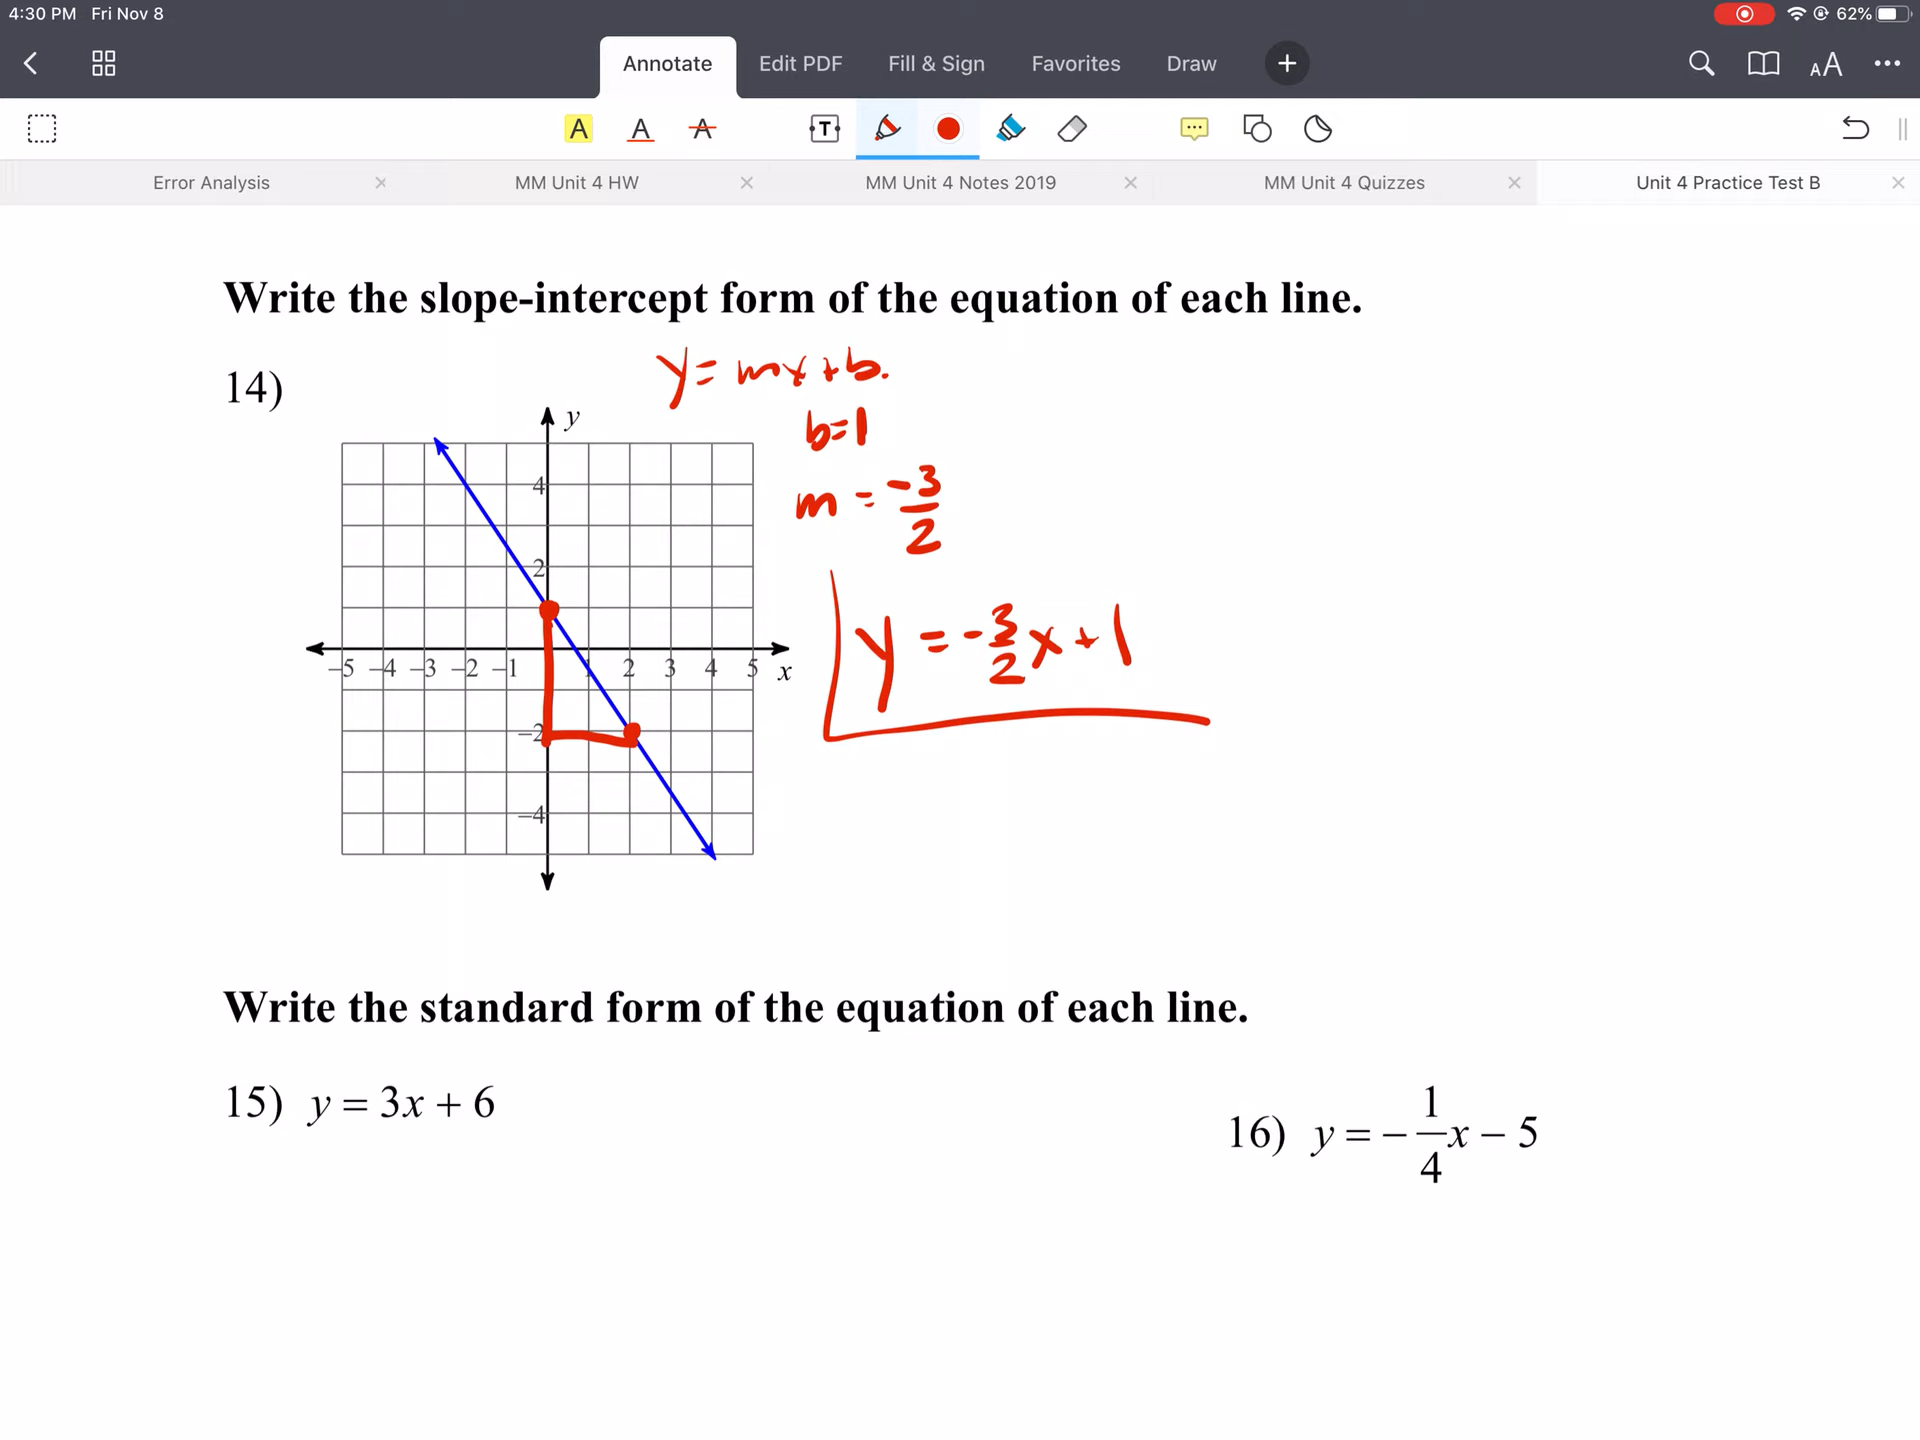 4:30 PM Fri Nov 8
62%
Annotate Edit PDF Fill & Sign Favorites Draw
A A A T
AA
Error Analysis MM Unit 4 HW MM Unit 4 Notes 2019 MM Unit 4 Quizzes Unit 4 Practice Test B
Write the slope-intercept form of the equation of each line.
14)
y = mx + b.
b = 1
m = -3/2
y = -3/2 x + 1
y
4
2
-5 -4 -3 -2 -1 1 2 3 4 5 x
-2
-4
Write the standard form of the equation of each line.
15) y = 3x + 6
16) y = - 1/4 x - 5